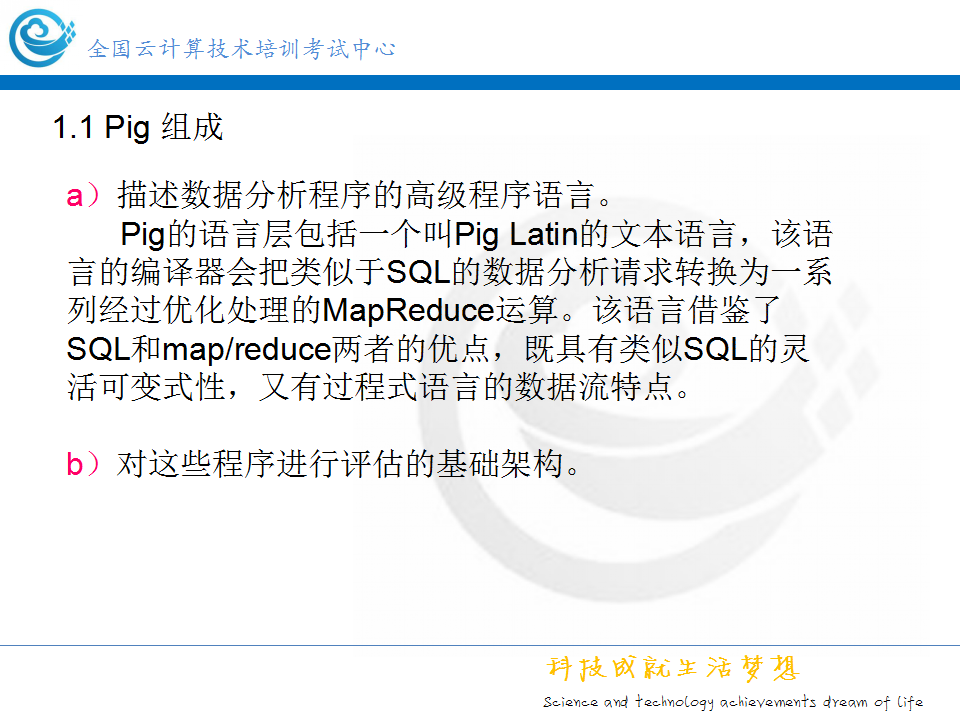 全国云计算技术培训考试中心
1.1 Pig 组成
a）描述数据分析程序的高级程序语言。
Pig的语言层包括一个叫Pig Latin的文本语言，该语
言的编译器会把类似于SQL的数据分析请求转换为一系
列经过优化处理的MapReduce运算。该语言借鉴了
SQL和map/reduce两者的优点，既具有类似SQL的灵
活可变式性，又有过程式语言的数据流特点。
b）对这些程序进行评估的基础架构。
科技成就生活梦想
Science and technology achievements dream of life